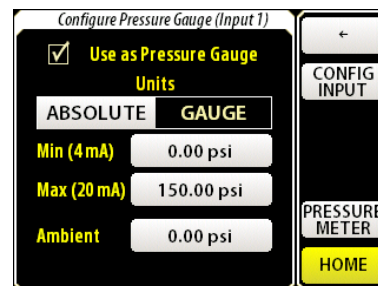 Configure Pressure Gauge (Input 1)
Use as Pressure Gauge
Units
ABSOLUTE GAUGE
Min (4 mA) 0.00 psi
Max (20 mA) 150.00 psi
Ambient 0.00 psi
←
CONFIG
INPUT
PRESSURE
METER
HOME